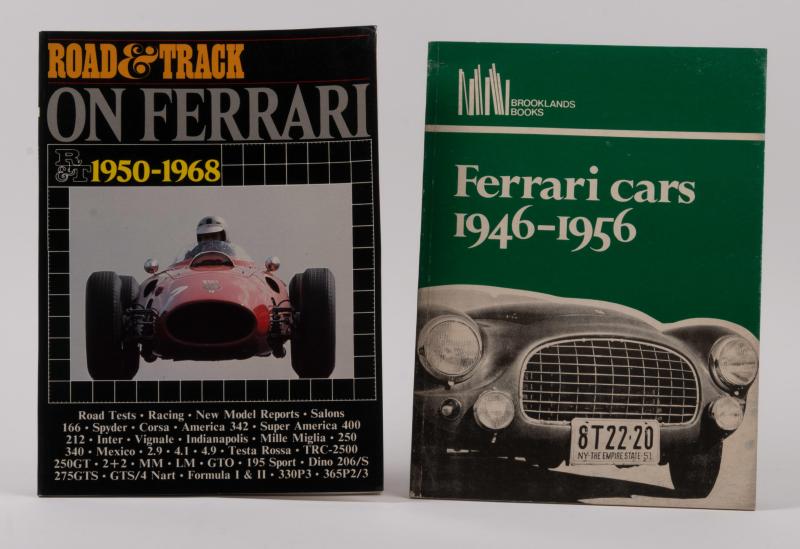 ROAD & TRACK
ON FERRARI
R&T 1950-1968
Road Tests • Racing • New Model Reports • Salons
166 • Spyder • Corsa • America 342 • Super America 400
212 • Inter • Vignale • Indianapolis • Mille Miglia • 250
340 • Mexico • 2.9 • 4.1 • 4.9 • Testa Rossa • TRC-2500
250GT • 2+2 • MM • LM • GTO • 195 Sport • Dino 206/S
275GTS • GTS/4 Nart • Formula I & II • 330P3 • 365P2/3
BROOKLANDS
BOOKS
Ferrari cars
1946-1956
8T22·20
NY·THE EMPIRE STATE·51